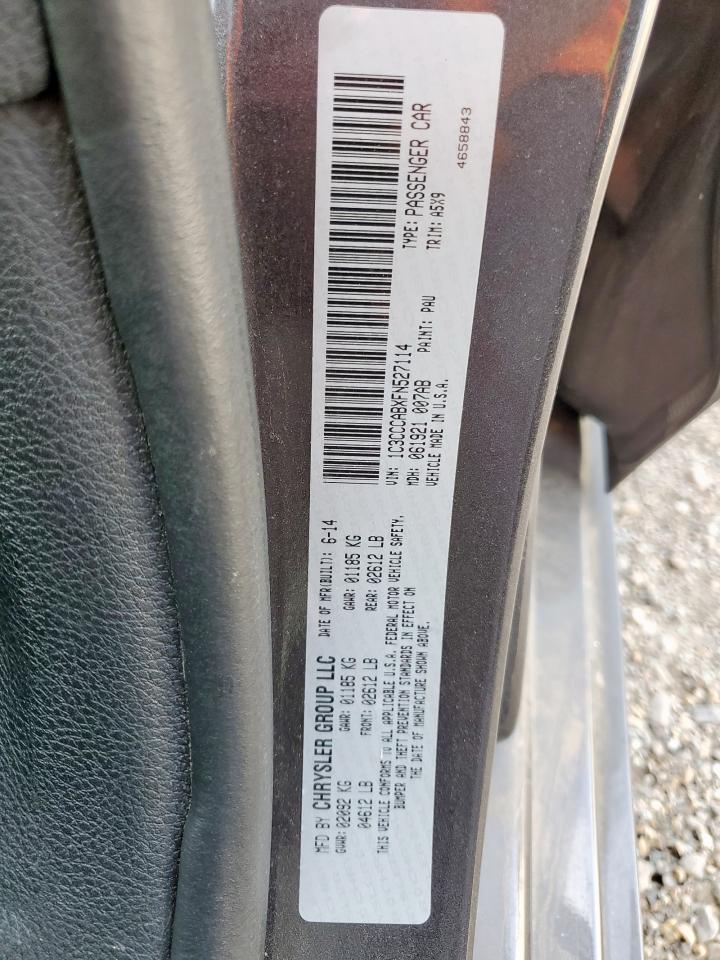 MFD BY CHRYSLER GROUP LLC DATE OF MFR(BUILT): 6-14
GVWR: 02092 KG GAWR: 01185 KG GAWR: 01185 KG
04612 LB FRONT: 02612 LB REAR: 02612 LB
THIS VEHICLE CONFORMS TO ALL APPLICABLE U.S.A. FEDERAL MOTOR VEHICLE SAFETY,
BUMPER AND THEFT PREVENTION STANDARDS IN EFFECT ON
THE DATE OF MANUFACTURE SHOWN ABOVE.
VIN: 1C3CCCABXFN527114 TYPE: PASSENGER CAR
MDH: 061921 007AB PAINT: PAU TRIM: A5X9
VEHICLE MADE IN U.S.A.
4658843